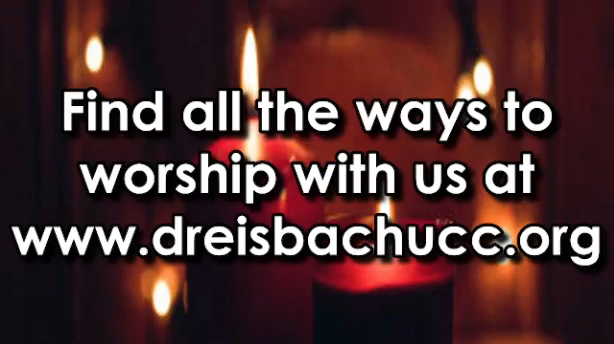 Find all the ways to
worship with us at
www.dreisbachucc.org